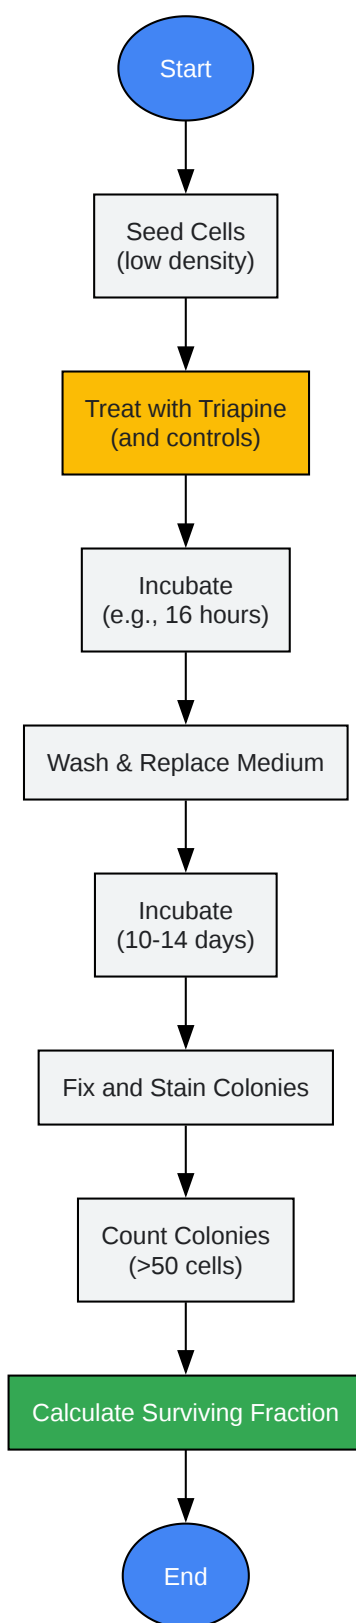 Start
Seed Cells
(low density)
Treat with Triapine
(and controls)
Incubate
(e.g., 16 hours)
Wash & Replace Medium
Incubate
(10-14 days)
Fix and Stain Colonies
Count Colonies
(>50 cells)
Calculate Surviving Fraction
End